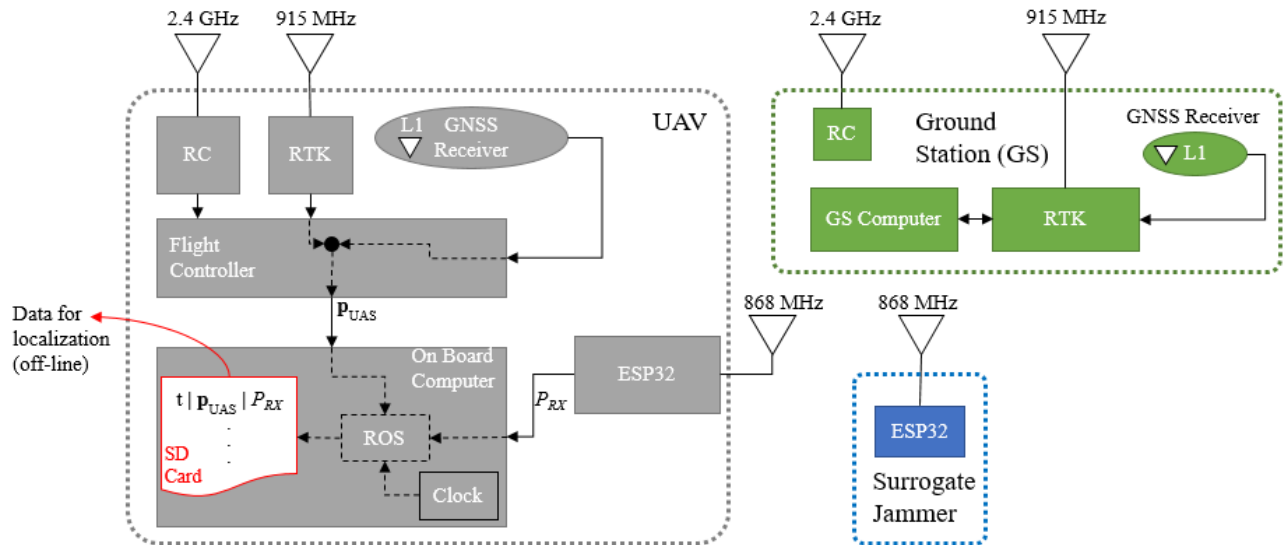 2.4 GHz
915 MHz
2.4 GHz
915 MHz
UAV
RC
RTK
L1
GNSS
Receiver
RC
Ground
Station (GS)
GNSS Receiver
L1
GS Computer
RTK
Flight
Controller
p_UAS
868 MHz
868 MHz
Data for
localization
(off-line)
On Board
Computer
ESP32
P_RX
t | p_UAS | P_RX
.
.
.
SD
Card
ROS
Clock
ESP32
Surrogate
Jammer